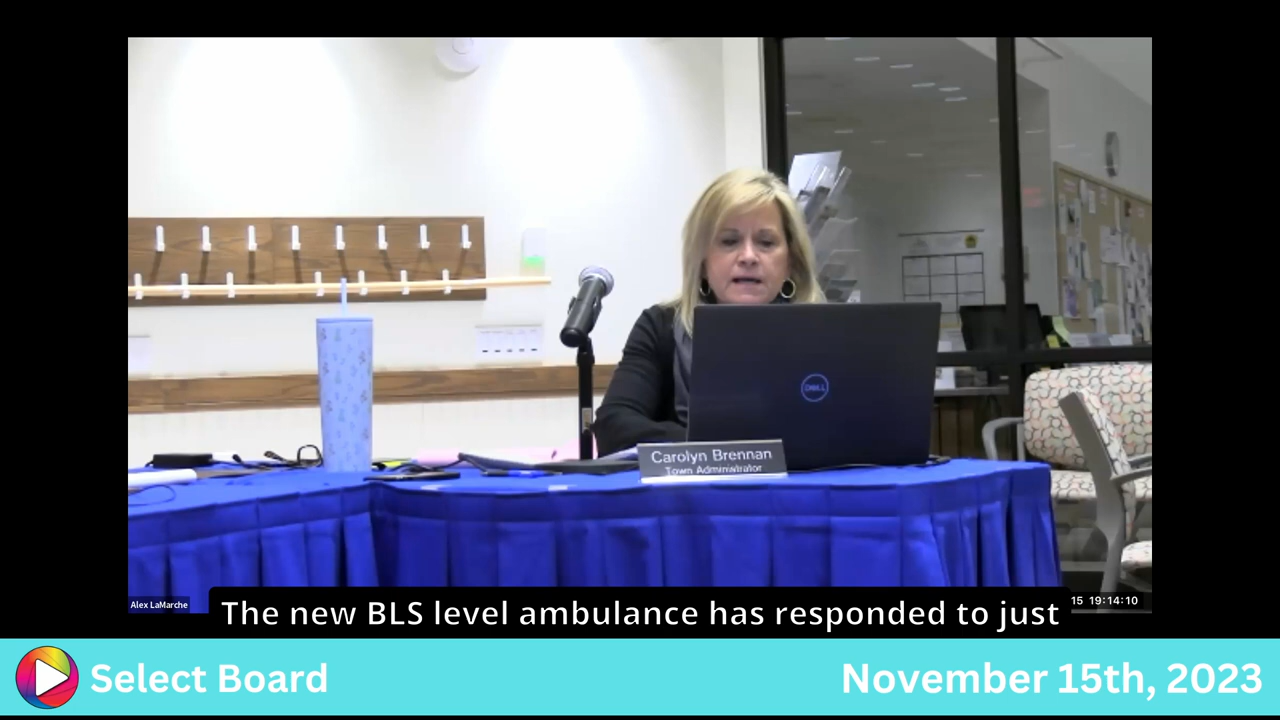 DELL
Carolyn Brennan
Town Administrator
Alex LaMarche
15 19:14:10
The new BLS level ambulance has responded to just
Select Board
November 15th, 2023